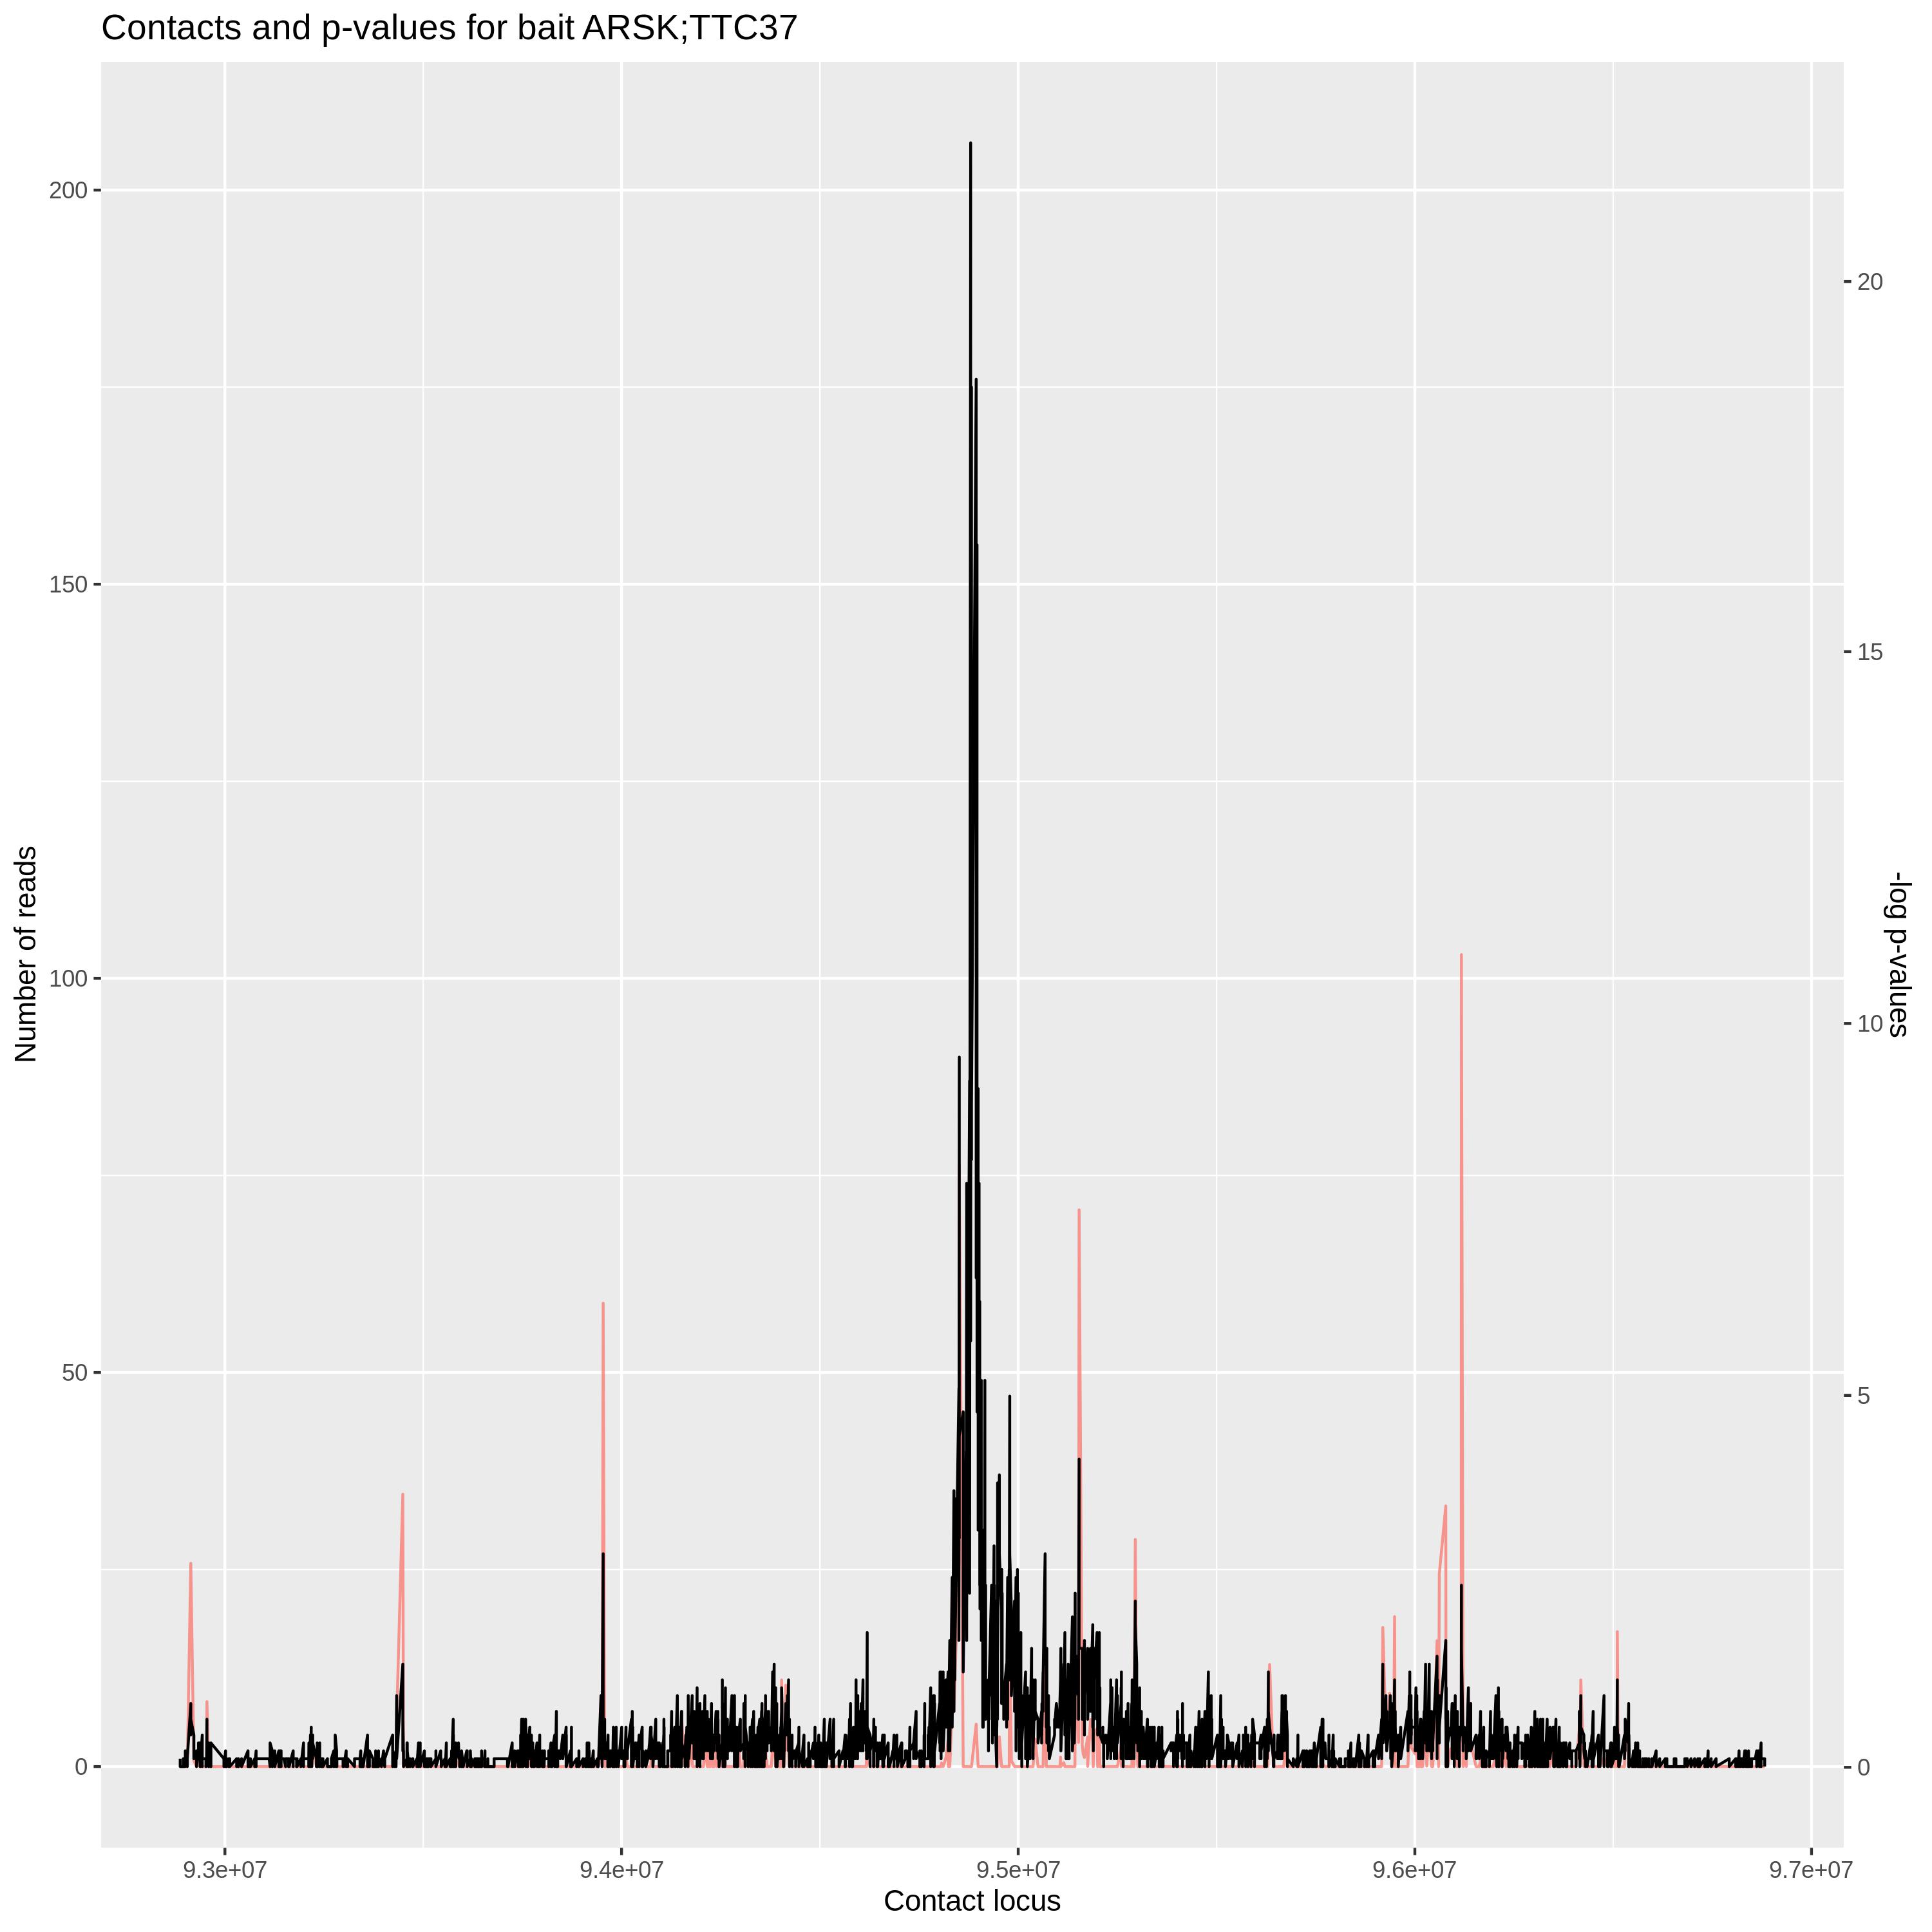 Contacts and p-values for bait ARSK;TTC37
Number of reads
200
150
100
50
0
20
15
10
5
0
-log p-values
9.3e+07
9.4e+07
9.5e+07
9.6e+07
9.7e+07
Contact locus